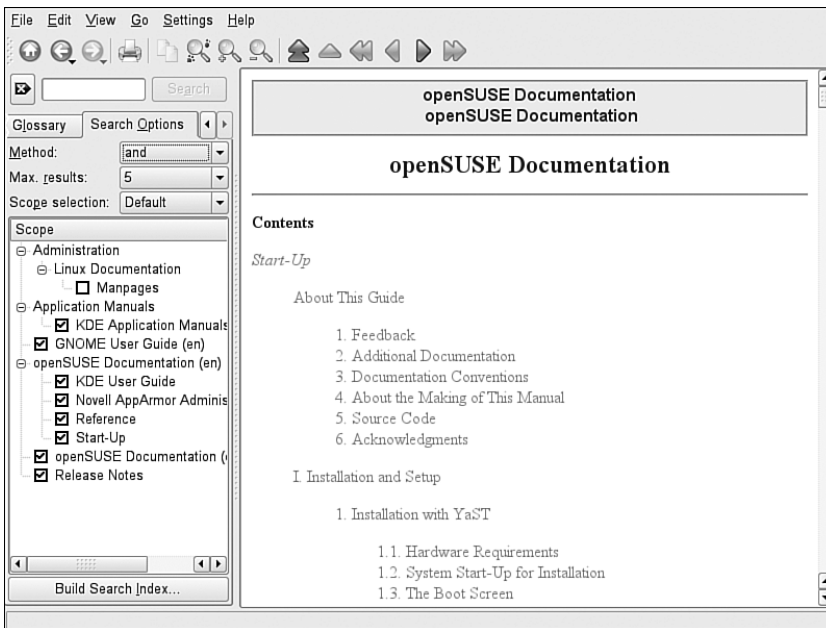 File Edit View Go Settings Help
Search
Glossary Search Options
Method: and
Max. results: 5
Scope selection: Default
Scope
Administration
Linux Documentation
Manpages
Application Manuals
KDE Application Manuals
GNOME User Guide (en)
openSUSE Documentation (en)
KDE User Guide
Novell AppArmor Adminis
Reference
Start-Up
openSUSE Documentation (
Release Notes
Build Search Index...
openSUSE Documentation
openSUSE Documentation
openSUSE Documentation
Contents
Start-Up
About This Guide
1. Feedback
2. Additional Documentation
3. Documentation Conventions
4. About the Making of This Manual
5. Source Code
6. Acknowledgments
I. Installation and Setup
1. Installation with YaST
1.1. Hardware Requirements
1.2. System Start-Up for Installation
1.3. The Boot Screen